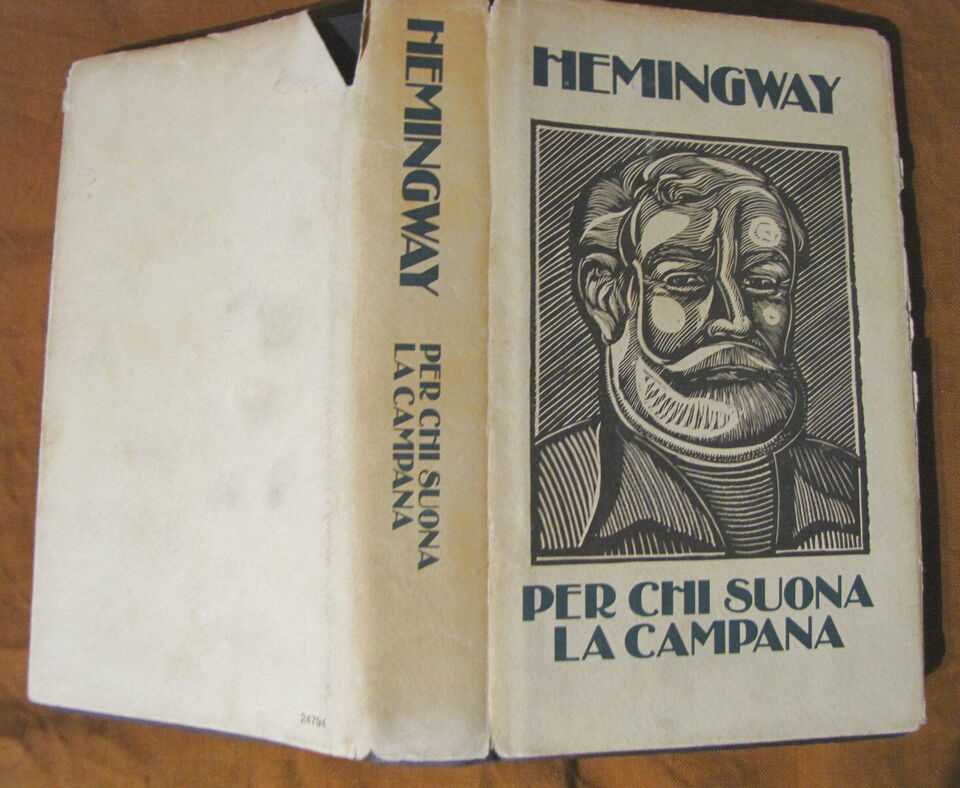 24794
HEMINGWAY
PER CHI SUONA
LA CAMPANA
HEMINGWAY
PER CHI SUONA
LA CAMPANA